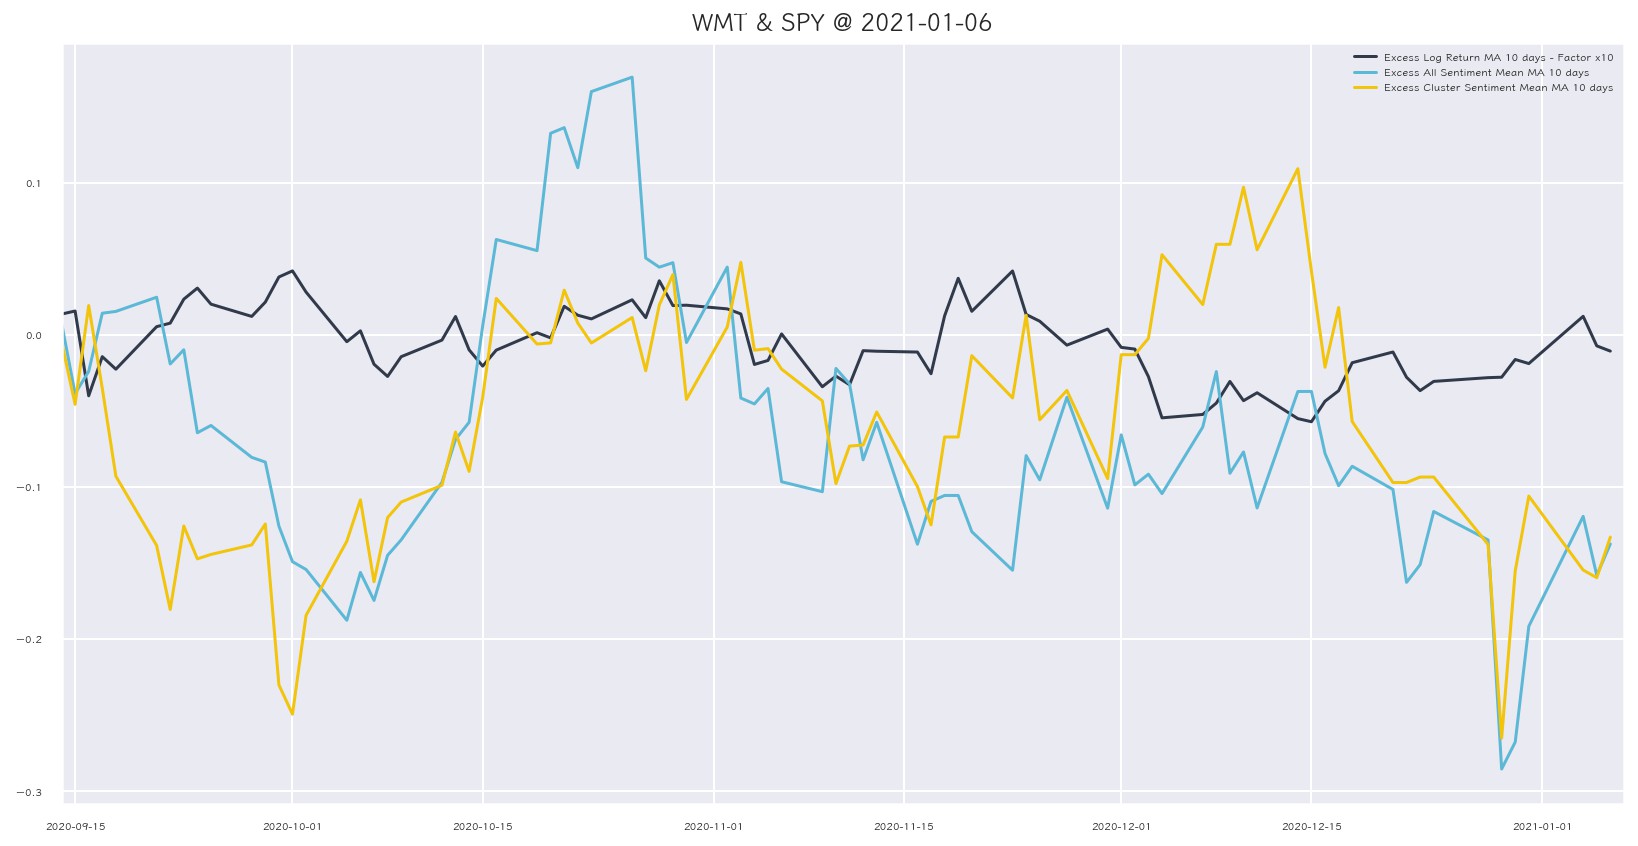 WMT & SPY @ 2021-01-06
Excess Log Return MA 10 days - Factor x10
Excess All Sentiment Mean MA 10 days
Excess Cluster Sentiment Mean MA 10 days
0.1
0.0
−0.1
−0.2
−0.3
2020-09-15 2020-10-01 2020-10-15 2020-11-01 2020-11-15 2020-12-01 2020-12-15 2021-01-01